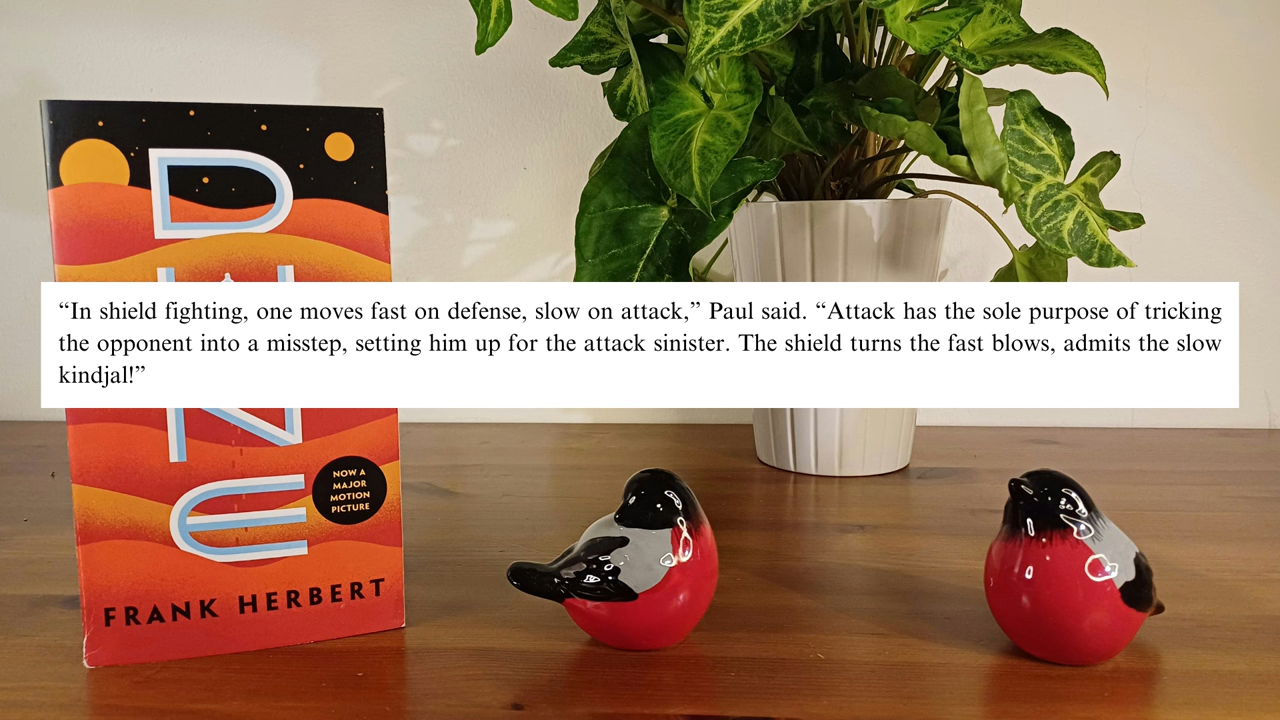 D
“In shield fighting, one moves fast on defense, slow on attack,” Paul said. “Attack has the sole purpose of tricking
the opponent into a misstep, setting him up for the attack sinister. The shield turns the fast blows, admits the slow
kindjal!”
N
E
NOW A
MAJOR
MOTION
PICTURE
FRANK HERBERT